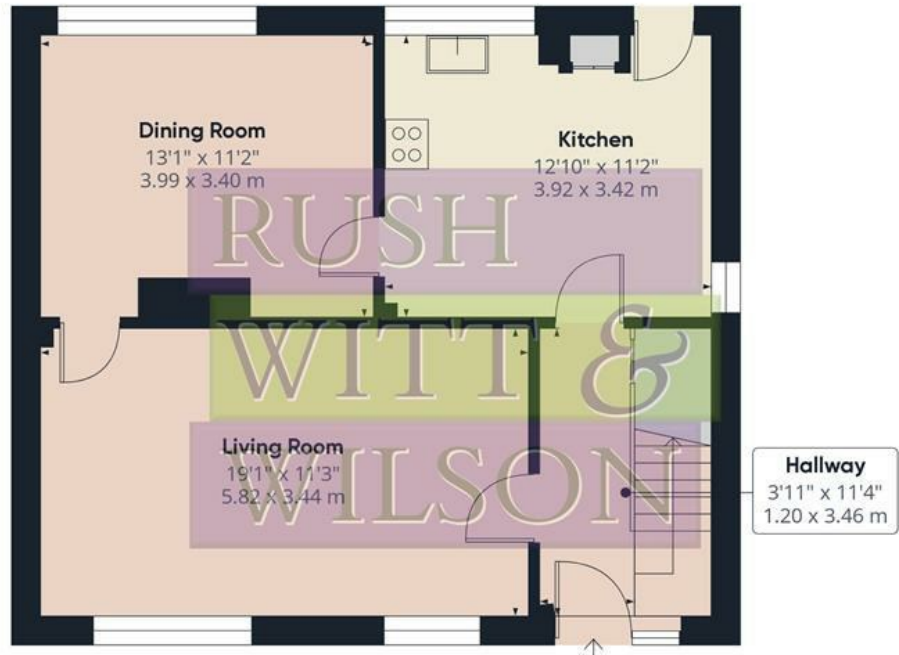 Dining Room
13'1" x 11'2"
3.99 x 3.40 m
Kitchen
12'10" x 11'2"
3.92 x 3.42 m
RUSH
WITT &
WILSON
Living Room
19'1" x 11'3"
5.82 x 3.44 m
Hallway
3'11" x 11'4"
1.20 x 3.46 m